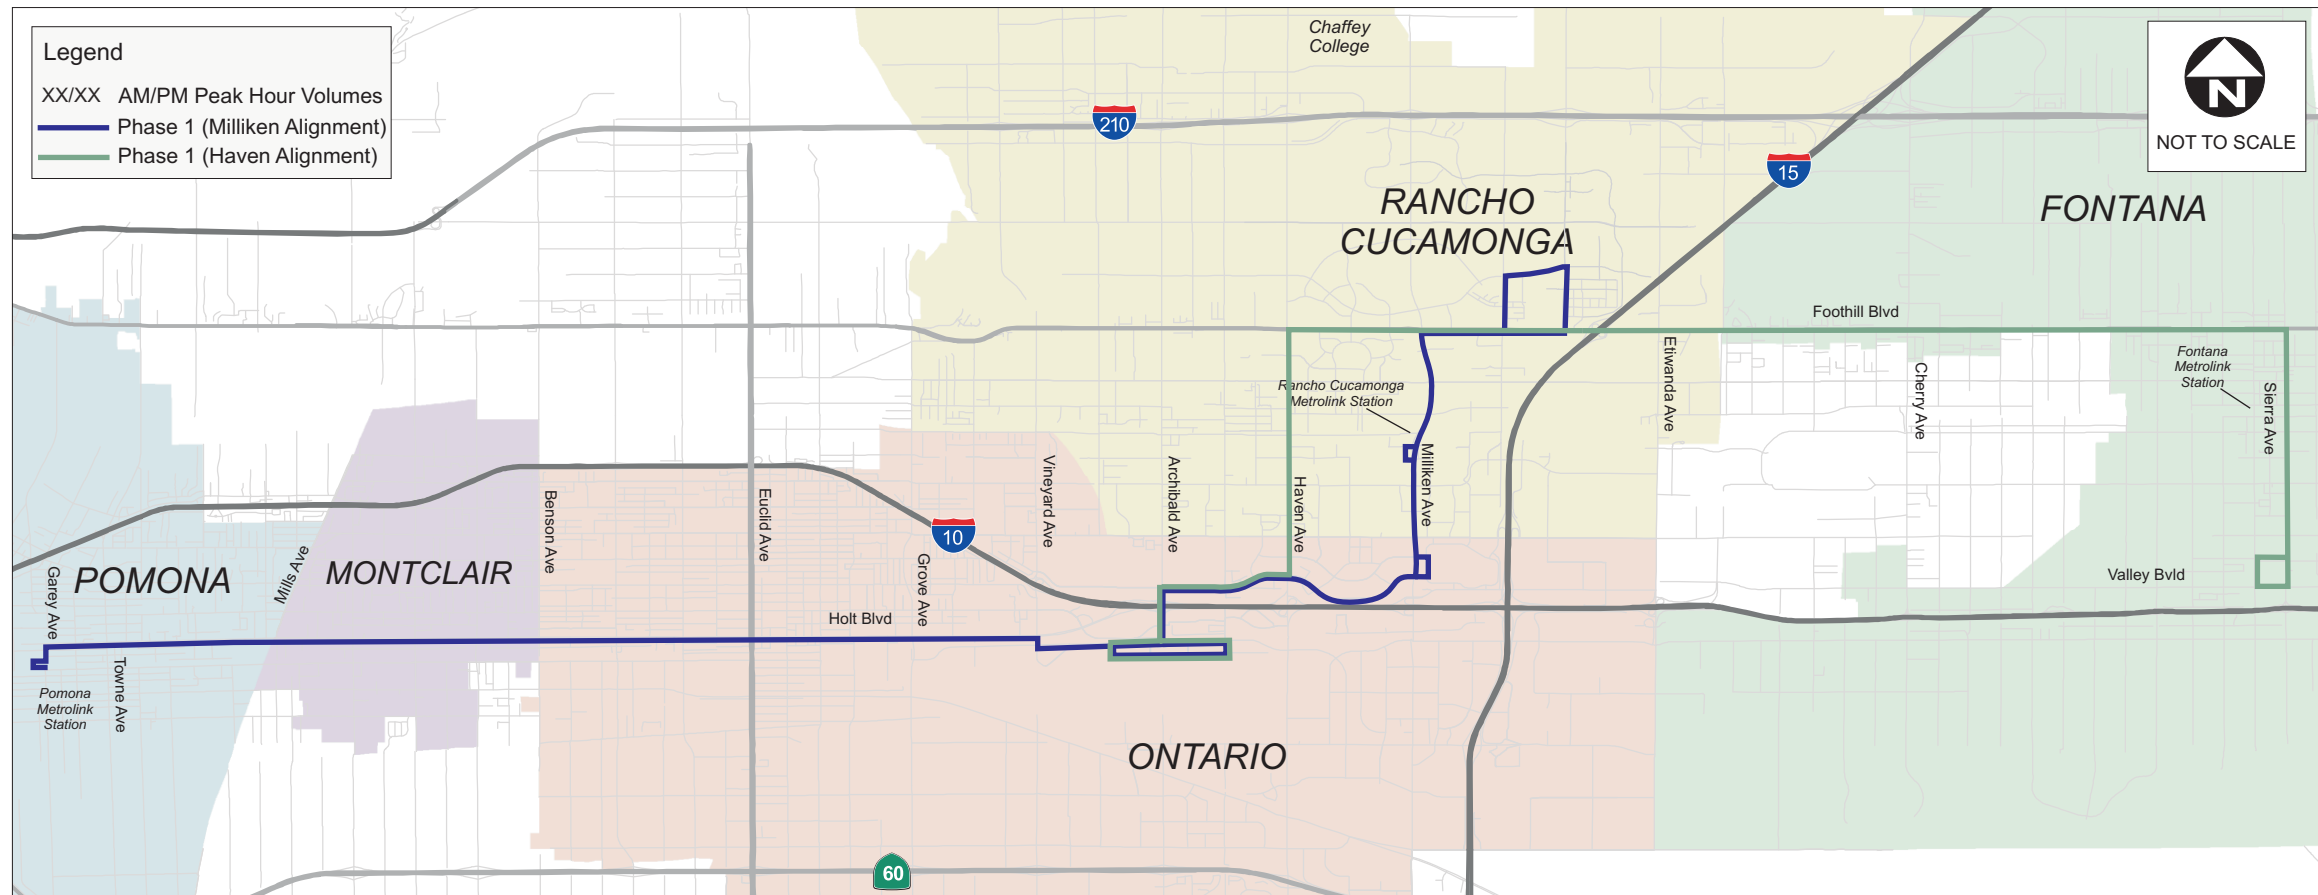 Legend
XX/XX AM/PM Peak Hour Volumes
Phase 1 (Milliken Alignment)
Phase 1 (Haven Alignment)
Chaffey
College
N
NOT TO SCALE
210
15
RANCHO
CUCAMONGA
FONTANA
Foothill Blvd
Rancho Cucamonga
Metrolink Station
Fontana
Metrolink
Station
Etiwanda Ave
Cherry Ave
Sierra Ave
Vineyard Ave
Archibald Ave
Haven Ave
Milliken Ave
Benson Ave
Euclid Ave
10
Grove Ave
Mills Ave
Garey Ave
POMONA
MONTCLAIR
Valley Bvld
Holt Blvd
Towne Ave
Pomona
Metrolink
Station
ONTARIO
60